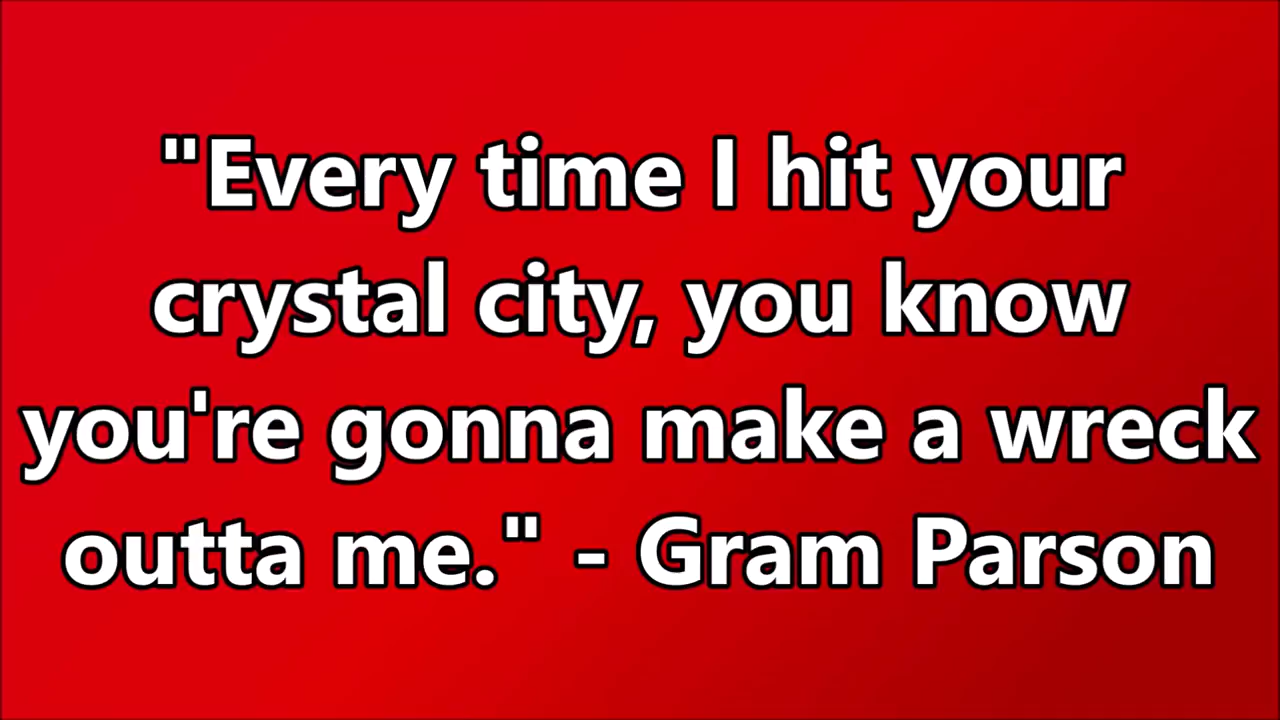 "Every time I hit your
crystal city, you know
you're gonna make a wreck
outta me." - Gram Parson